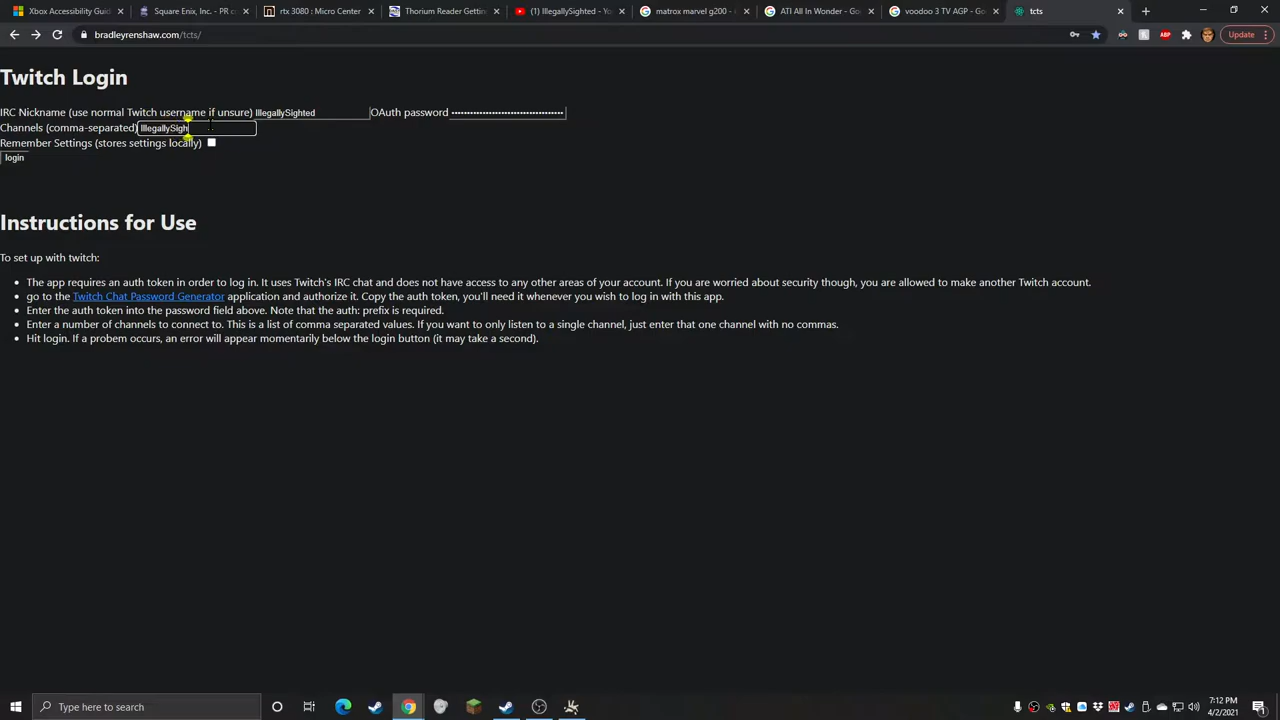 Xbox Accessibility Guid
Square Enix, Inc. - PR c
rtx 3080 : Micro Center
Thorium Reader Getting
(1) IllegallySighted - Yo
matrox marvel g200 -
ATI All In Wonder - Go
voodoo 3 TV AGP - Go
tcts
bradleyrenshaw.com/tcts/
ABP
Update
Twitch Login
IRC Nickname (use normal Twitch username if unsure) IllegallySighted OAuth password
Channels (comma-separated) IllegallySigh
Remember Settings (stores settings locally)
login
Instructions for Use
To set up with twitch:
The app requires an auth token in order to log in. It uses Twitch's IRC chat and does not have access to any other areas of your account. If you are worried about security though, you are allowed to make another Twitch account.
go to the Twitch Chat Password Generator application and authorize it. Copy the auth token, you'll need it whenever you wish to log in with this app.
Enter the auth token into the password field above. Note that the auth: prefix is required.
Enter a number of channels to connect to. This is a list of comma separated values. If you want to only listen to a single channel, just enter that one channel with no commas.
Hit login. If a probem occurs, an error will appear momentarily below the login button (it may take a second).
Type here to search
7:12 PM
4/2/2021